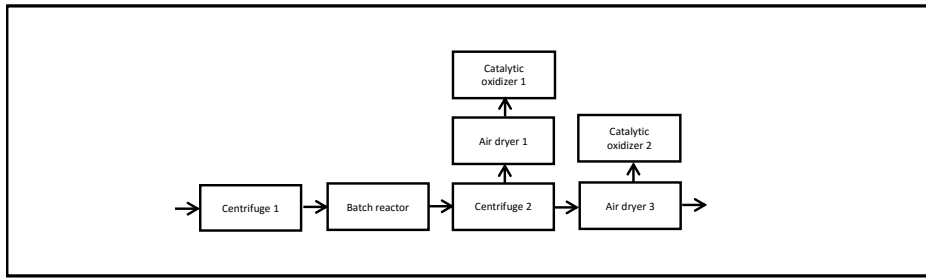 Catalytic
oxidizer 1
Air dryer 1
Catalytic
oxidizer 2
Centrifuge 1
Batch reactor
Centrifuge 2
Air dryer 3